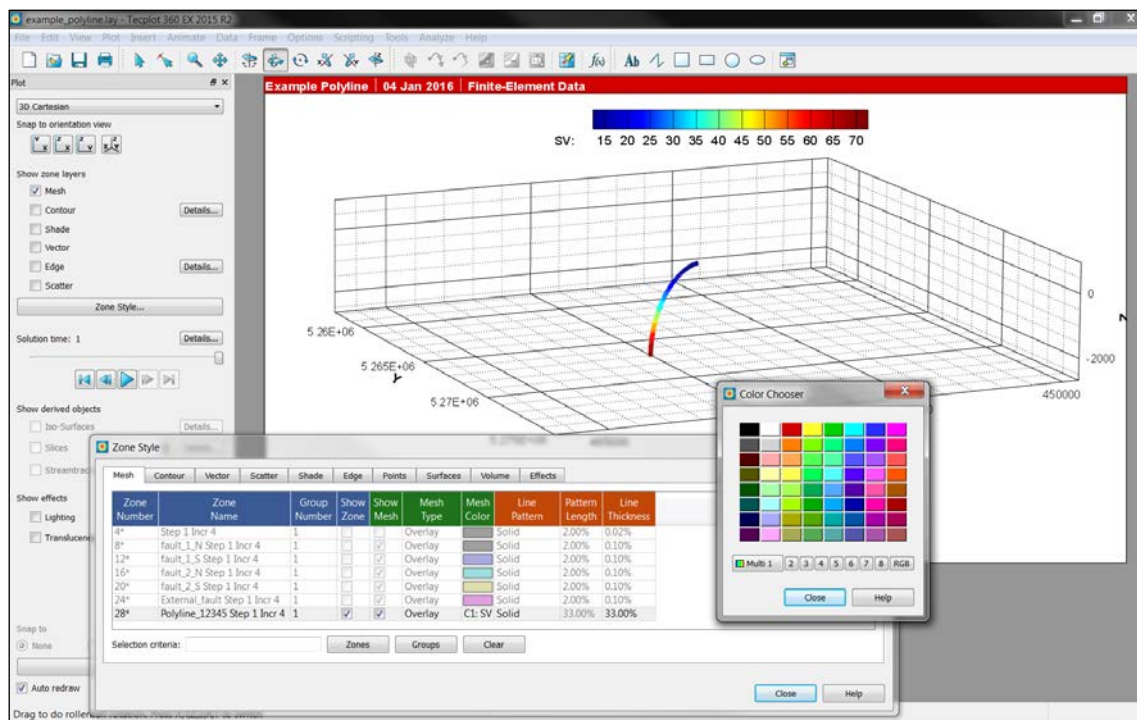 example_polyline.lay - Tecplot 360 EX 2015 R2
File Edit View Plot Insert Animate Data Frame Options Scripting Tools Analyze Help
Plot
3D Cartesian
Snap to orientation view
Show zone layers
Mesh
Contour Details...
Shade
Vector
Edge Details...
Scatter
Zone Style...
Solution time: 1 Details...
Show derived objects
Iso-Surfaces Details...
Slices
Streamtrac
Show effects
Lighting
Translucen
Snap to
None
Auto redraw
Example Polyline | 04 Jan 2016 | Finite-Element Data
SV: 15 20 25 30 35 40 45 50 55 60 65 70
0
-2000
Z
5.26E+06
5.265E+06
Y
5.27E+06
450000
Color Chooser
Multi 1 2 3 4 5 6 7 8 RGB
Close Help
Zone Style
Mesh Contour Vector Scatter Shade Edge Points Surfaces Volume Effects
Zone Number Zone Name Group Number Show Zone Show Mesh Mesh Type Mesh Color Line Pattern Pattern Length Line Thickness
4* Step 1 Incr 4 1 Overlay Solid 2.00% 0.02%
8* fault_1_N Step 1 Incr 4 1 Overlay Solid 2.00% 0.10%
12* fault_1_S Step 1 Incr 4 1 Overlay Solid 2.00% 0.10%
16* fault_2_N Step 1 Incr 4 1 Overlay Solid 2.00% 0.10%
20* fault_2_S Step 1 Incr 4 1 Overlay Solid 2.00% 0.10%
24* External_fault Step 1 Incr 4 1 Overlay Solid 2.00% 0.10%
28* Polyline_12345 Step 1 Incr 4 1 Overlay C1: SV Solid 33.00% 33.00%
Selection criteria: Zones Groups Clear
Close Help
Drag to do roller